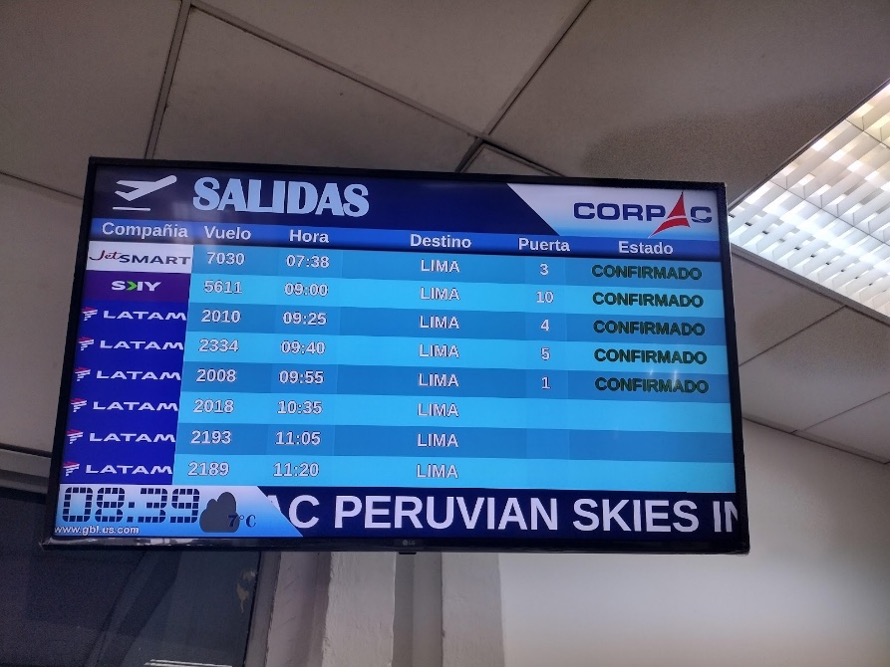 SALIDAS CORPAC
Compañia Vuelo Hora Destino Puerta Estado
JetSMART 7030 07:38 LIMA 3 CONFIRMADO
SKY 5611 09:00 LIMA 10 CONFIRMADO
LATAM 2010 09:25 LIMA 4 CONFIRMADO
LATAM 2334 09:40 LIMA 5 CONFIRMADO
LATAM 2008 09:55 LIMA 1 CONFIRMADO
LATAM 2018 10:35 LIMA
LATAM 2193 11:05 LIMA
LATAM 2189 11:20 LIMA
08:39 7°C AC PERUVIAN SKIES IN
www.gbf.us.com